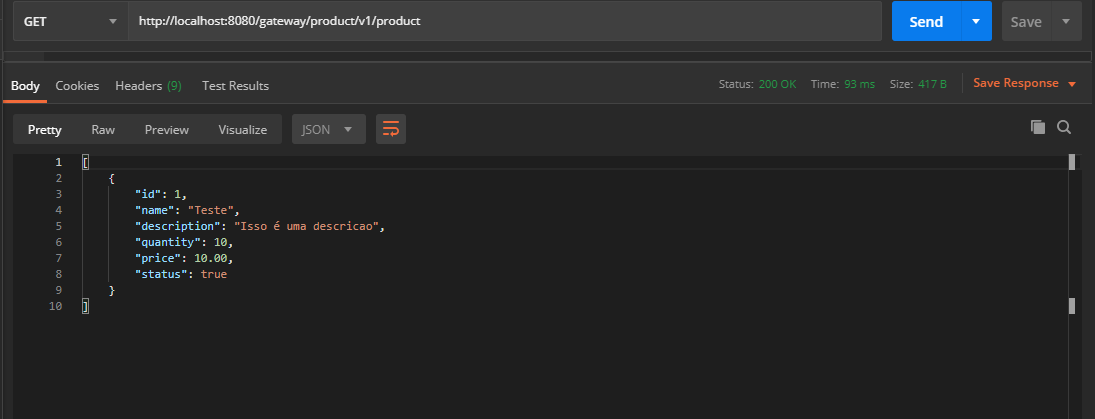 GET http://localhost:8080/gateway/product/v1/product Send Save
Body Cookies Headers (9) Test Results Status: 200 OK Time: 93 ms Size: 417 B Save Response
Pretty Raw Preview Visualize JSON
1 [
2 {
3 "id": 1,
4 "name": "Teste",
5 "description": "Isso é uma descricao",
6 "quantity": 10,
7 "price": 10.00,
8 "status": true
9 }
10 ]